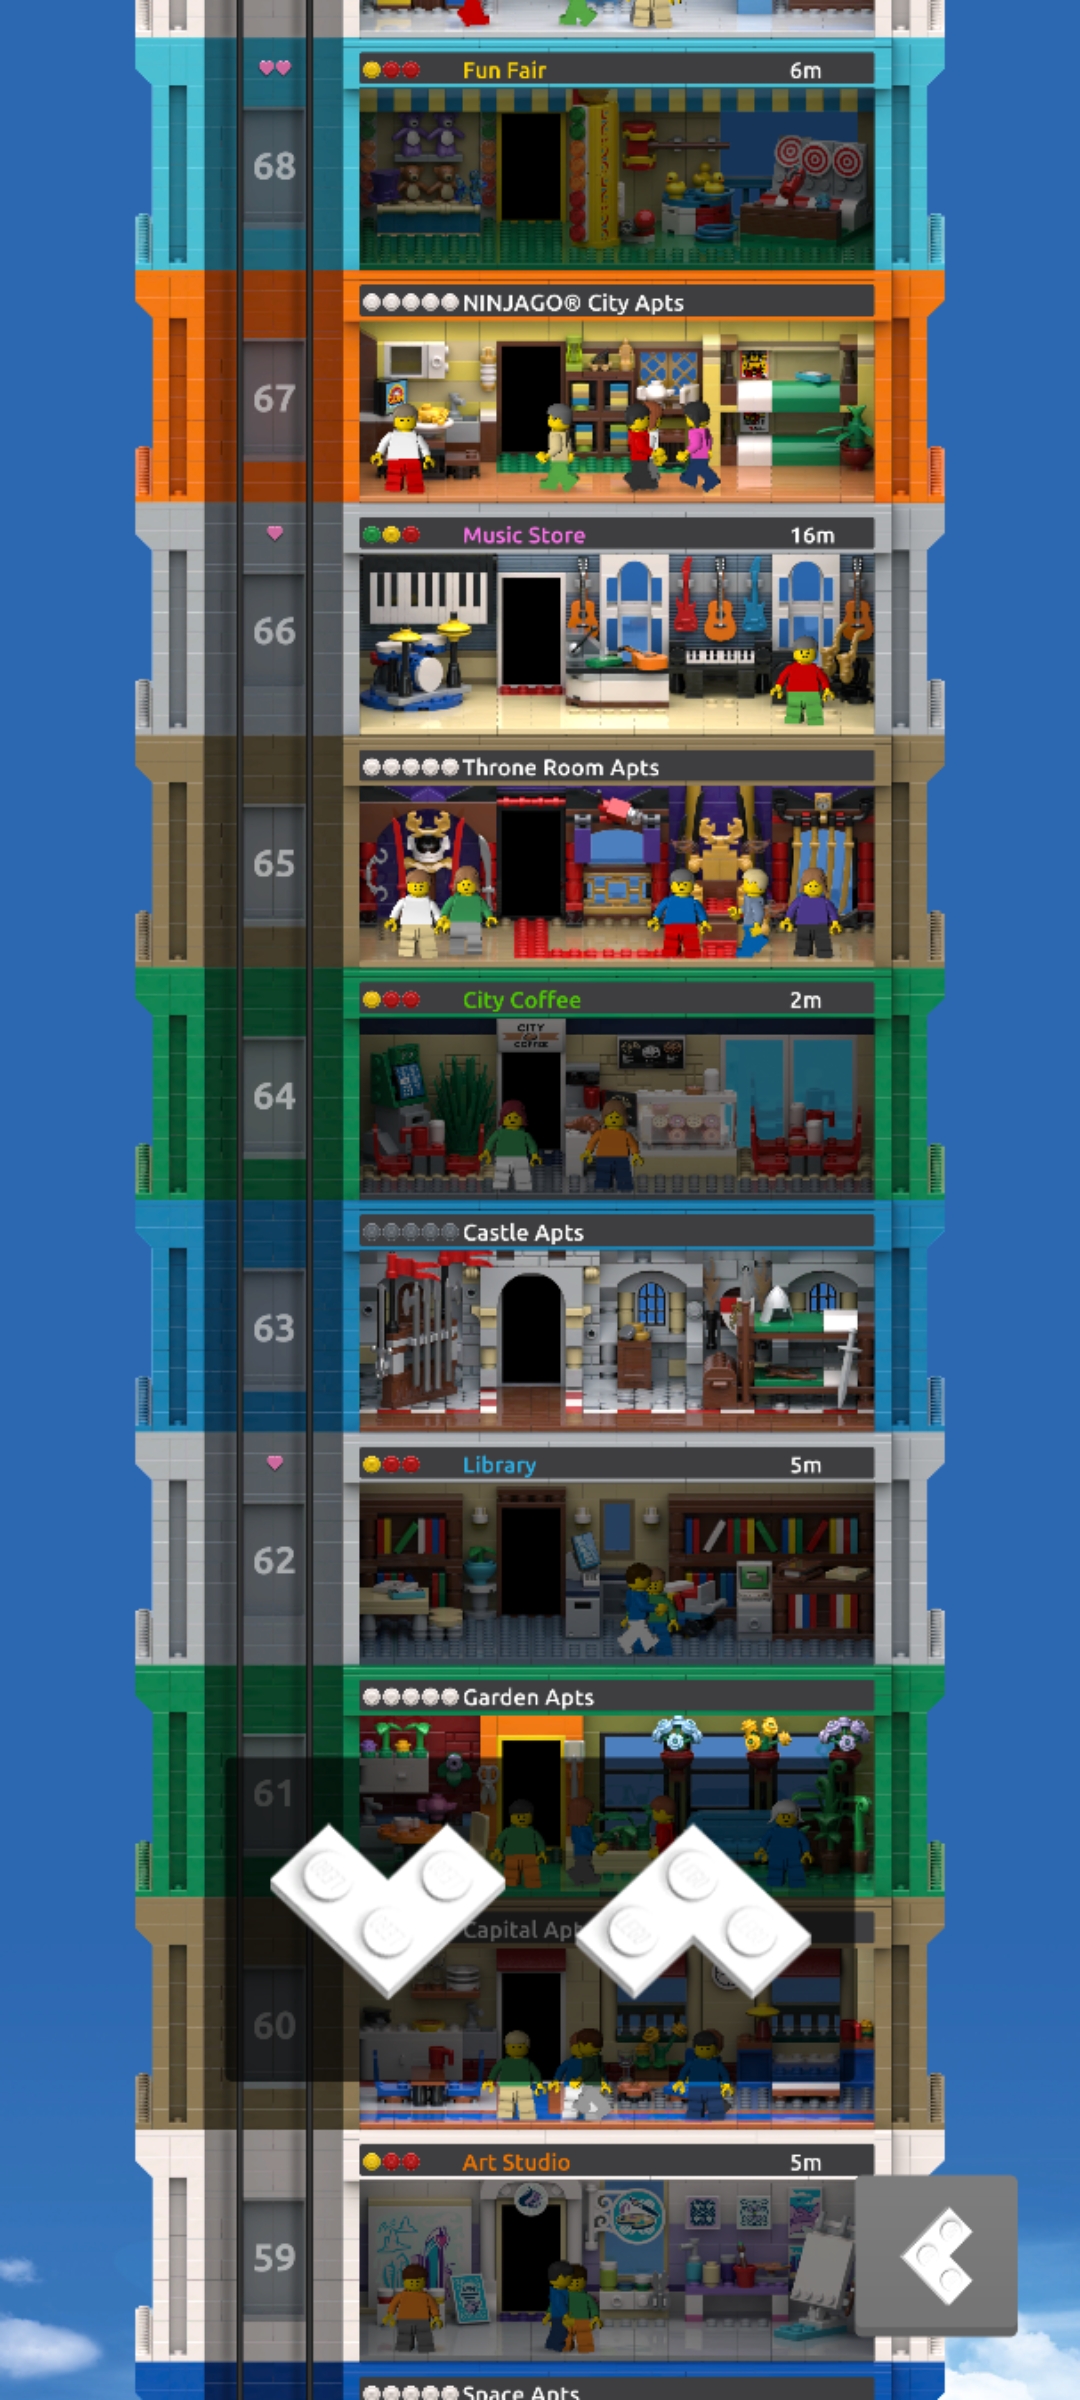 Fun Fair 6m
68
NINJAGO® City Apts
67
Music Store 16m
66
Throne Room Apts
65
City Coffee 2m
CITY
COFFEE
64
Castle Apts
63
Library 5m
62
Garden Apts
61
Capital Apt
60
Art Studio 5m
59
Space Apts